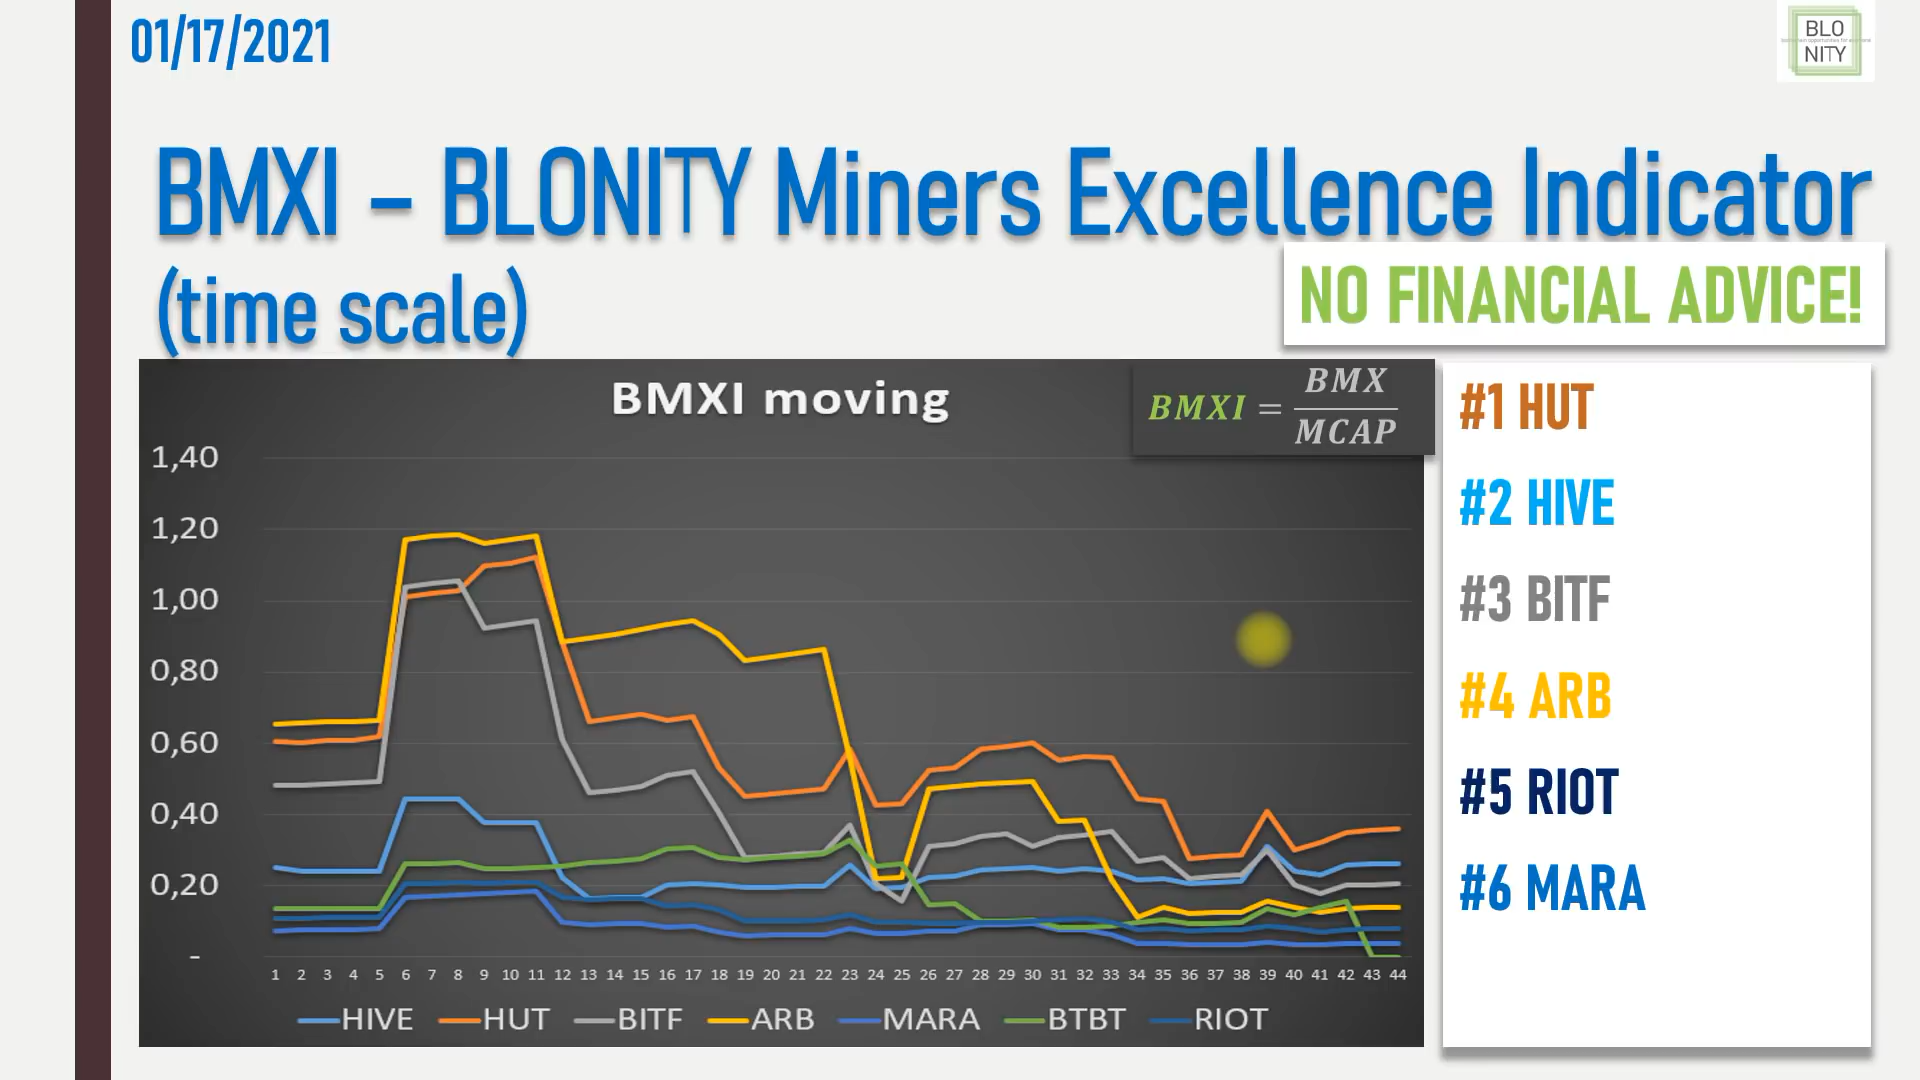 01/17/2021
BLO
NITY
BMXI – BLONITY Miners Excellence Indicator
(time scale)
NO FINANCIAL ADVICE!
BMXI moving
BMXI = BMX
MCAP
#1 HUT
#2 HIVE
#3 BITF
#4 ARB
#5 RIOT
#6 MARA
1,40
1,20
1,00
0,80
0,60
0,40
0,20
-
1 2 3 4 5 6 7 8 9 10 11 12 13 14 15 16 17 18 19 20 21 22 23 24 25 26 27 28 29 30 31 32 33 34 35 36 37 38 39 40 41 42 43 44
HIVE HUT BITF ARB MARA BTBT RIOT